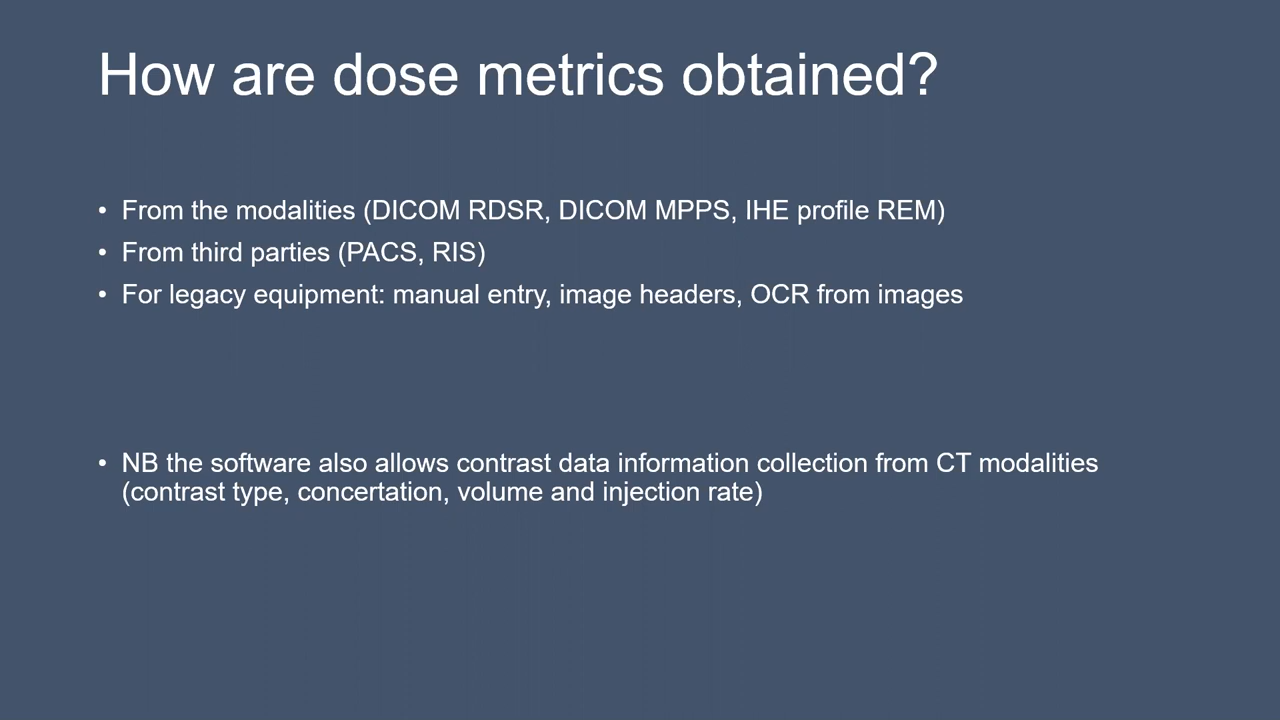 How are dose metrics obtained?
• From the modalities (DICOM RDSR, DICOM MPPS, IHE profile REM)
• From third parties (PACS, RIS)
• For legacy equipment: manual entry, image headers, OCR from images
• NB the software also allows contrast data information collection from CT modalities
(contrast type, concertation, volume and injection rate)